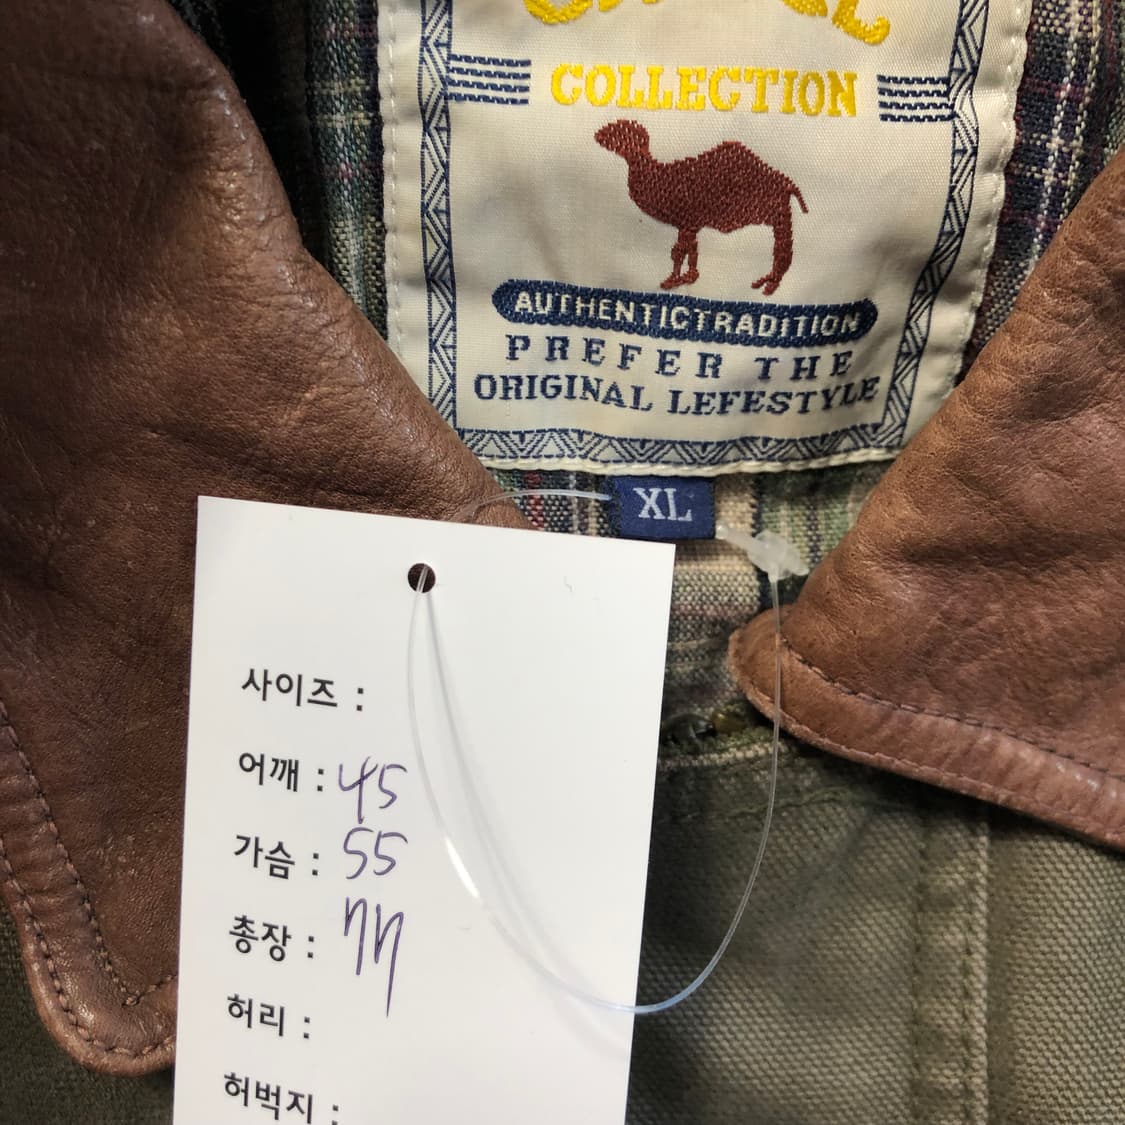 COLLECTION
AUTHENTICTRADITION
PREFER THE
ORIGINAL LEFESTYLE
XL
사이즈 :
어깨 : 45
가슴 : 55
총장 : 77
허리 :
허벅지 :